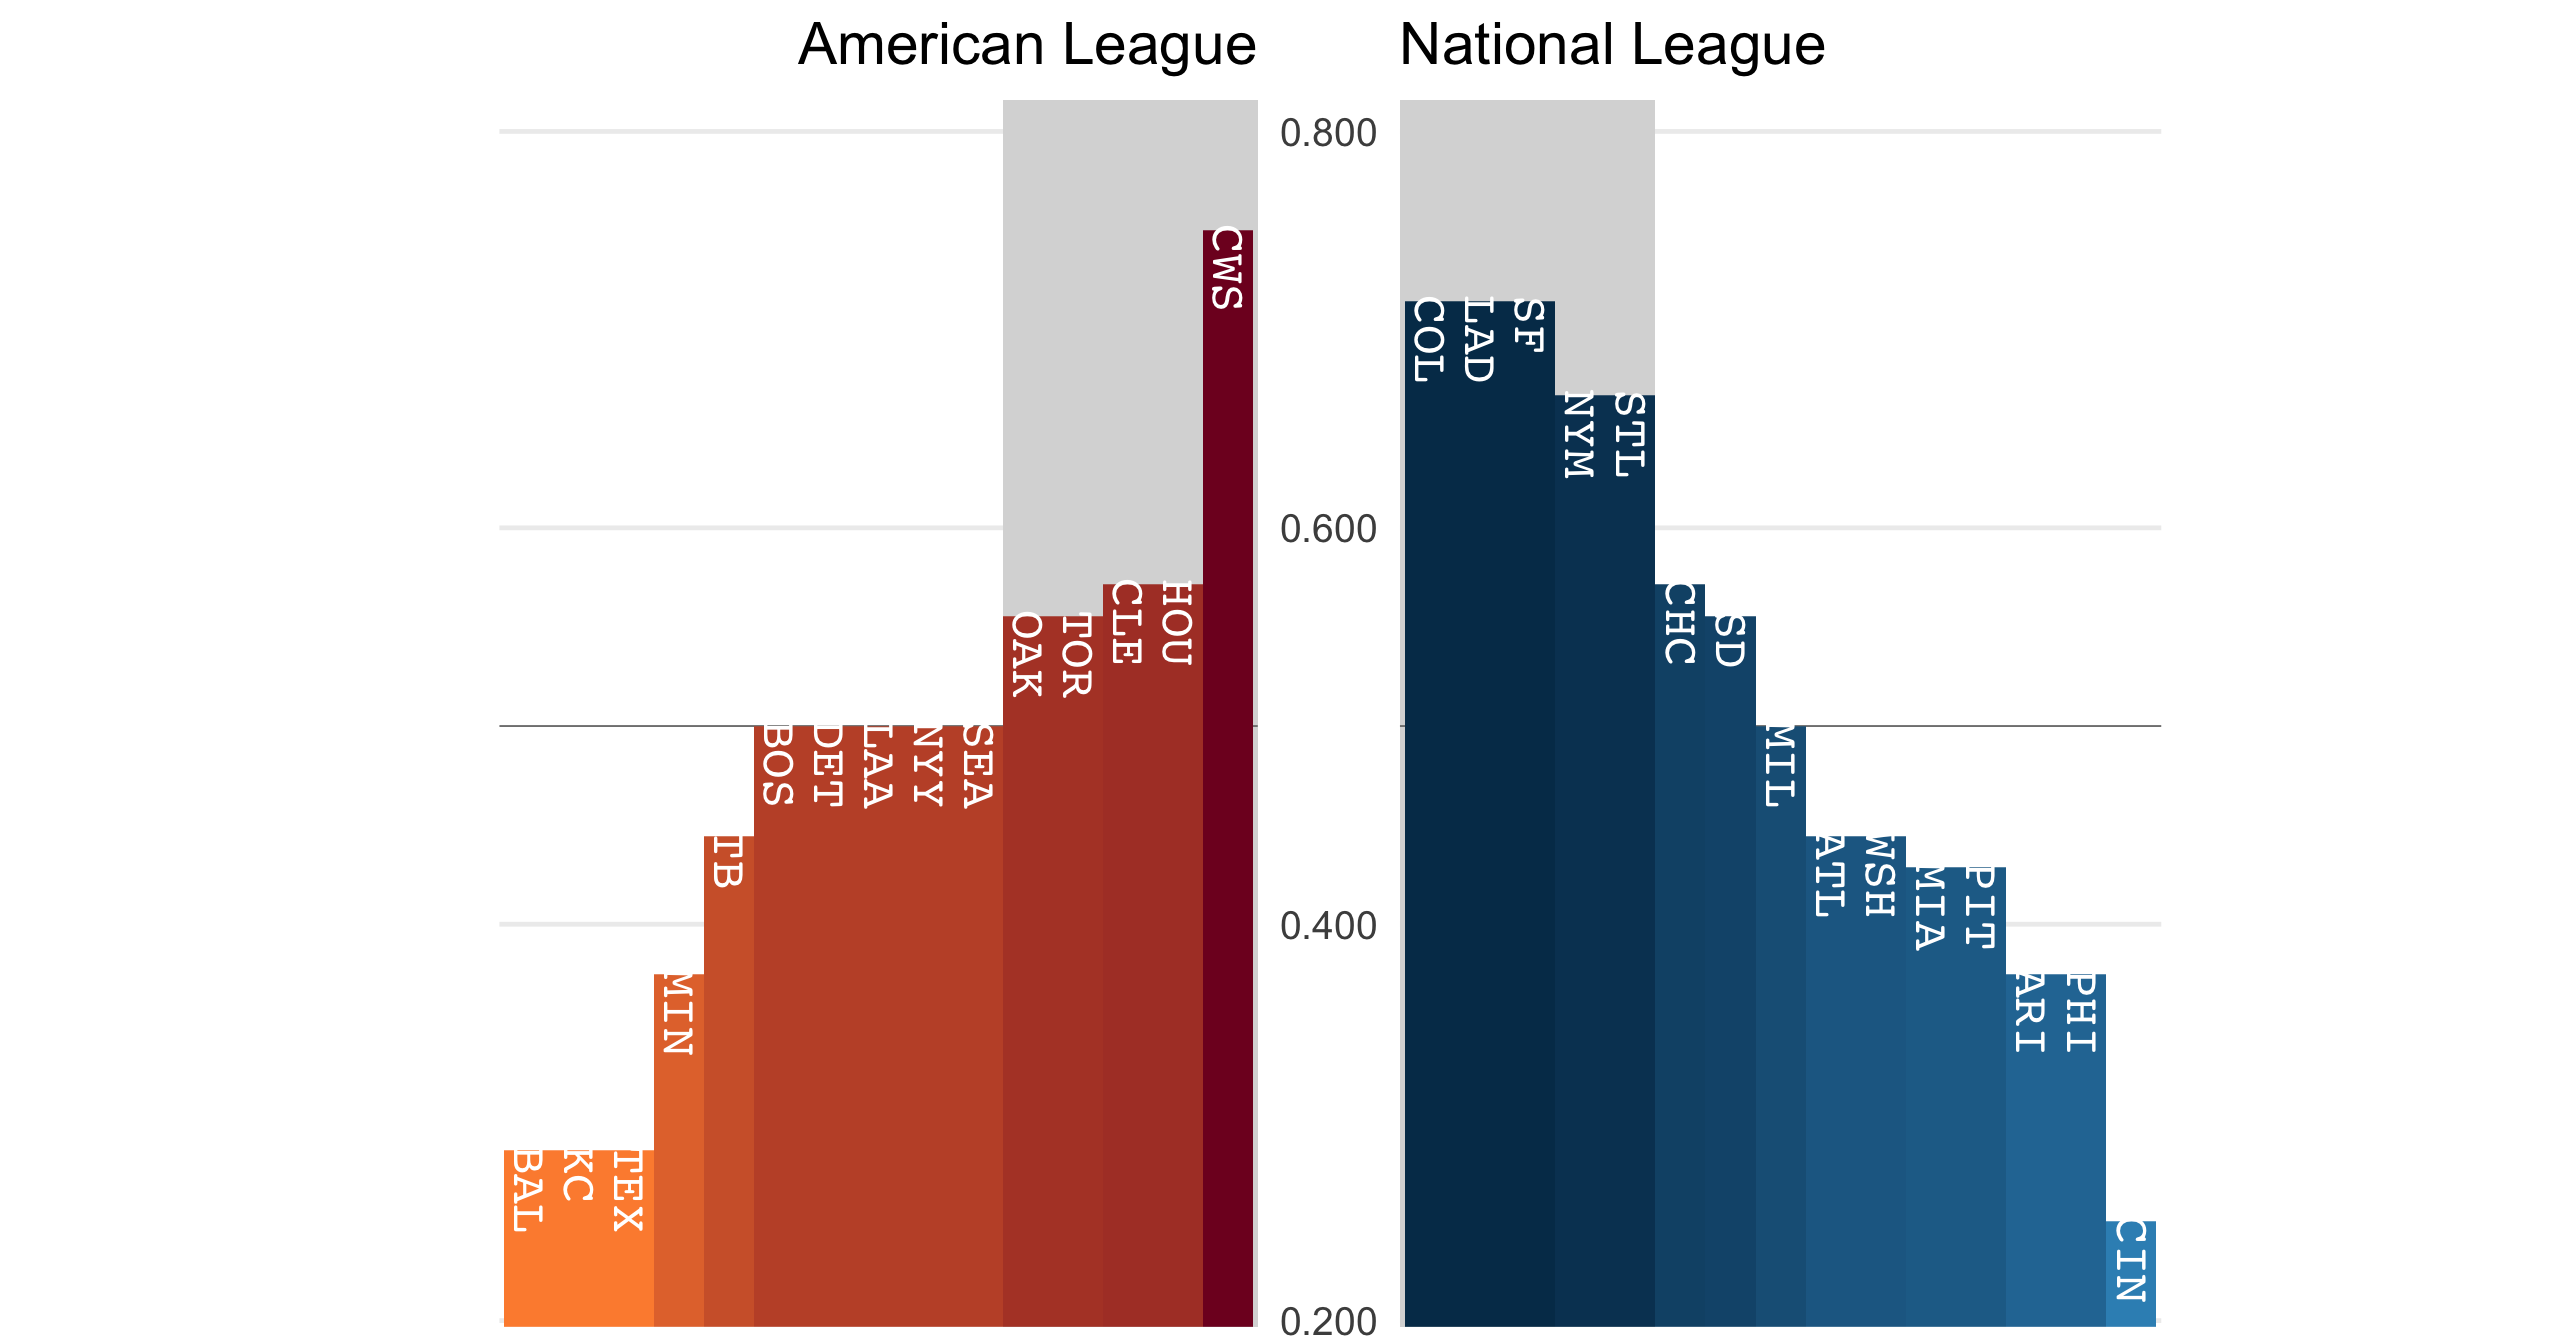 American League
National League
0.800
0.600
0.400
0.200
BAL
KC
TEX
MIN
TB
BOS
DET
LAA
NYY
SEA
OAK
TOR
CLE
HOU
CWS
COL
LAD
SF
NYM
STL
CHC
SD
MIL
ATL
WSH
MIA
PIT
ARI
PHI
CIN